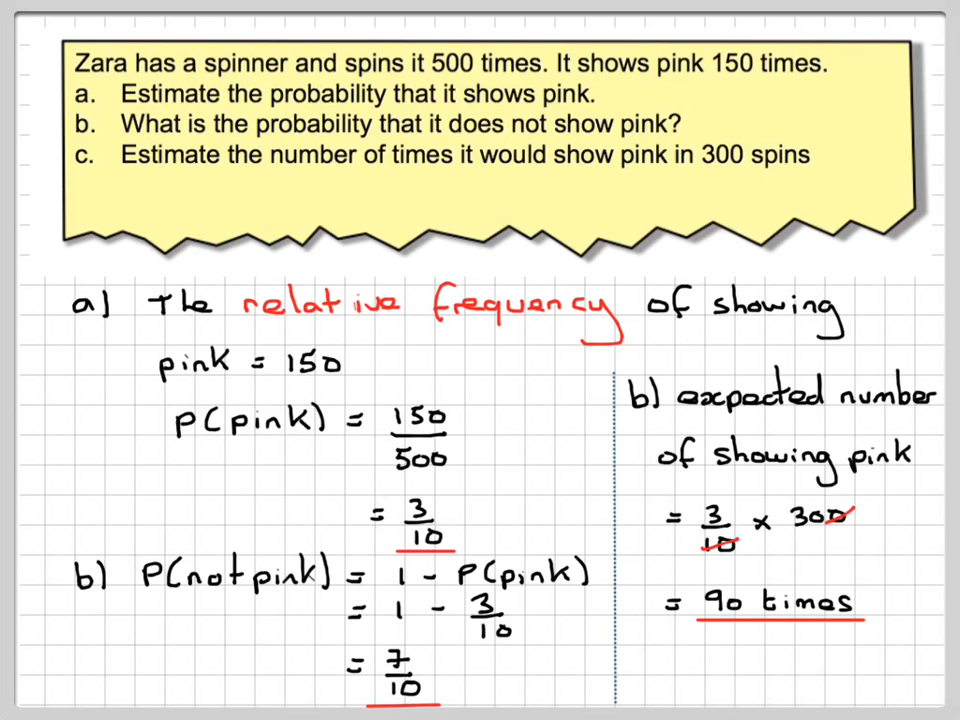 Zara has a spinner and spins it 500 times. It shows pink 150 times.
a. Estimate the probability that it shows pink.
b. What is the probability that it does not show pink?
c. Estimate the number of times it would show pink in 300 spins
a) The relative frequency of showing
pink = 150
P(pink) = 150/500
= 3/10
b) P(not pink) = 1 - P(pink)
= 1 - 3/10
= 7/10
b) expected number
of showing pink
= 3/10 × 300
= 90 times